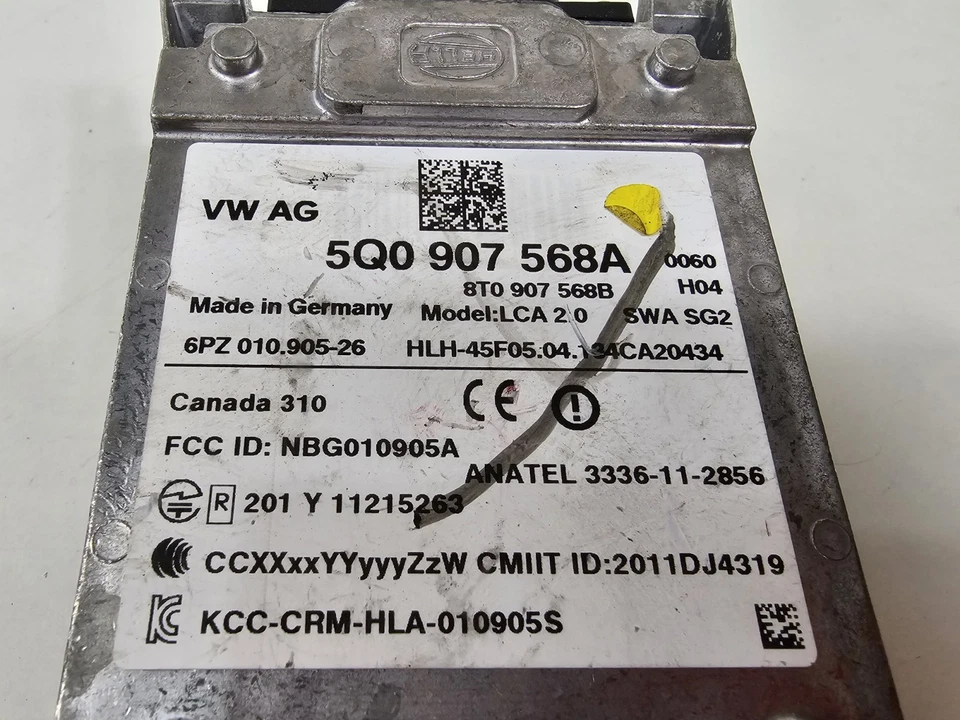 HELLA
VW AG
5Q0 907 568A 0060
8T0 907 568B H04
Made in Germany Model:LCA 2.0 SWA SG2
6PZ 010.905-26 HLH-45F05.04.134CA20434
Canada 310 CE
FCC ID: NBG010905A
ANATEL 3336-11-2856
R 201 Y 11215263
CCXXxxYYyyyZzW CMIIT ID:2011DJ4319
KCC-CRM-HLA-010905S